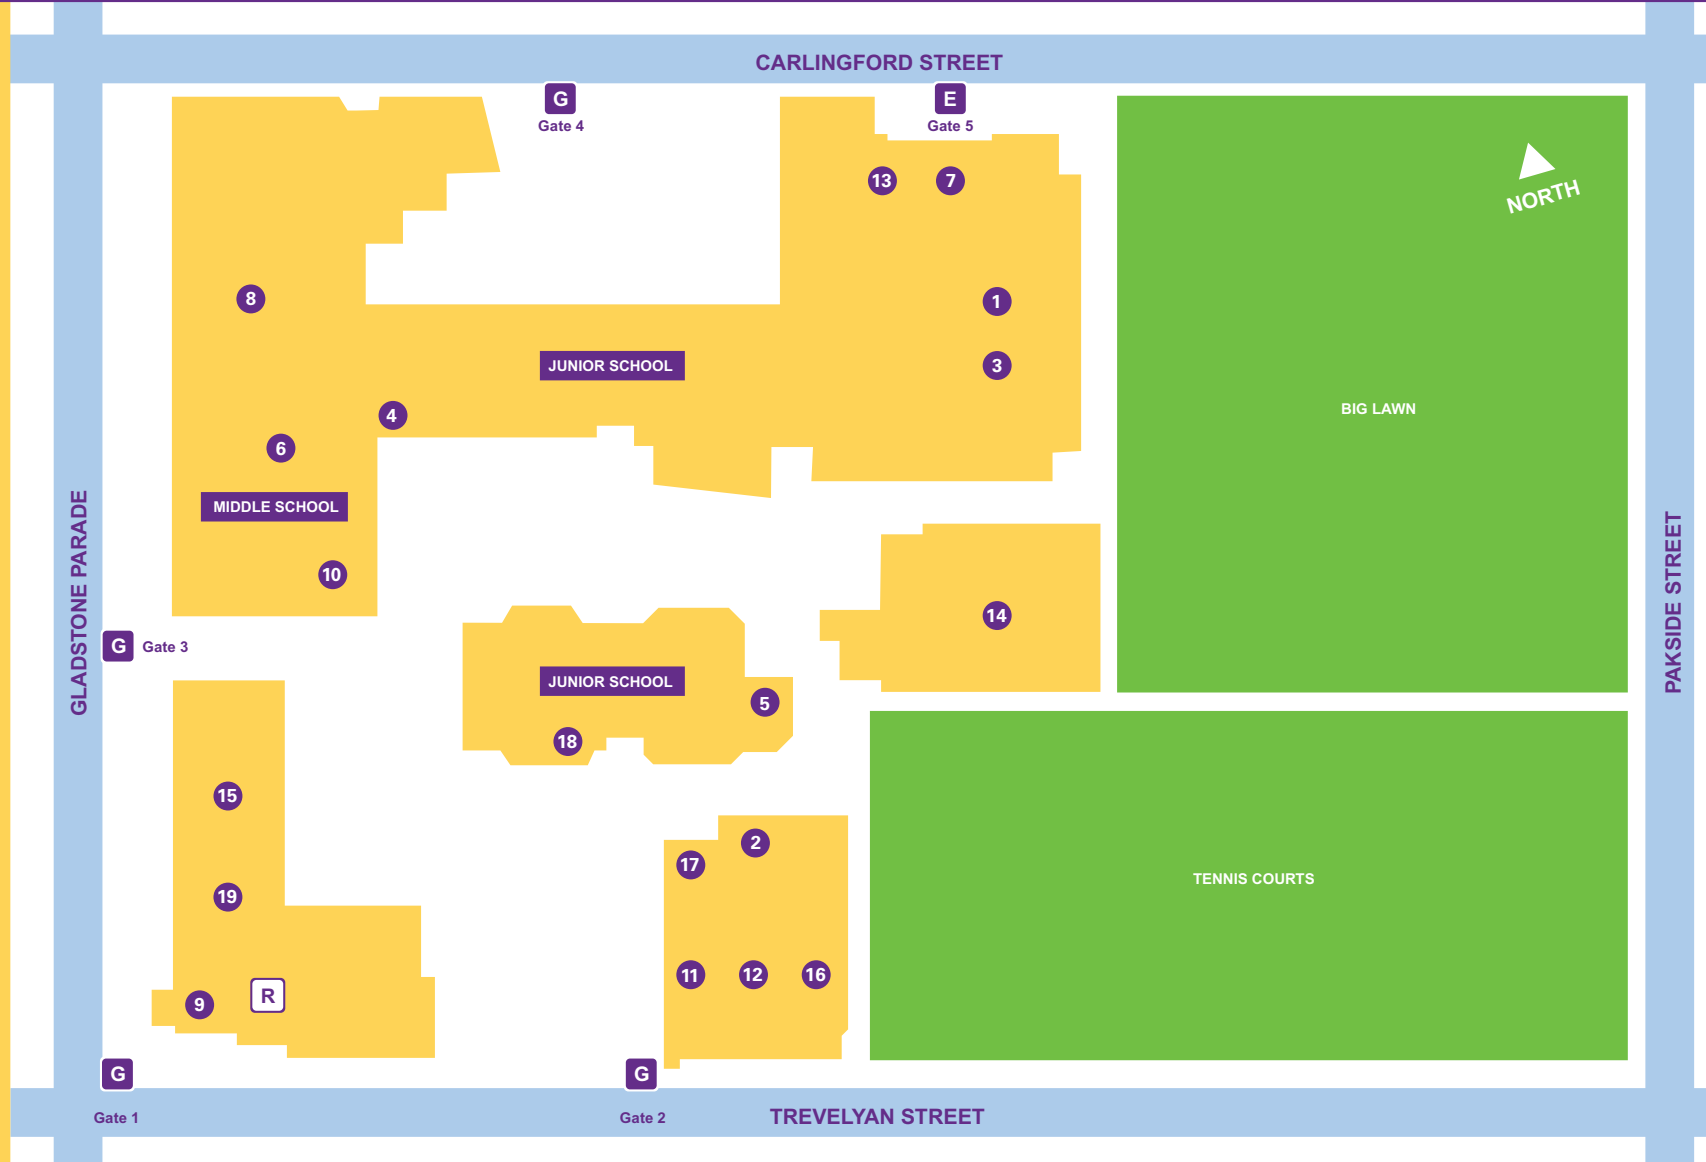 CARLINGFORD STREET
G
Gate 4
E
Gate 5
13
7
NORTH
8
1
JUNIOR SCHOOL
3
4
BIG LAWN
6
MIDDLE SCHOOL
10
GLADSTONE PARADE
PAKSIDE STREET
14
G
Gate 3
JUNIOR SCHOOL
5
18
15
2
17
TENNIS COURTS
19
11
12
16
9
R
G
Gate 1
G
Gate 2
TREVELYAN STREET